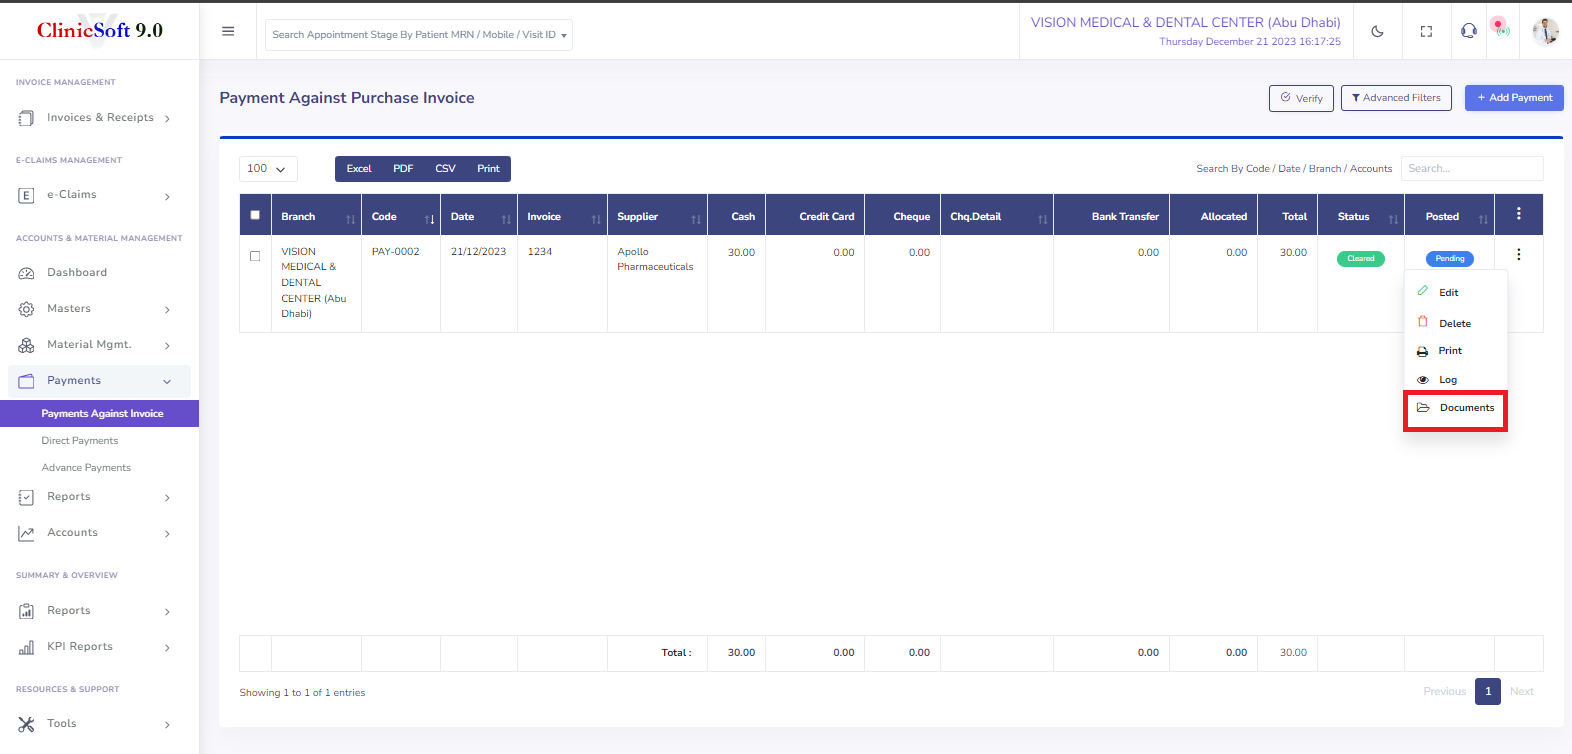 ClinicSoft 9.0
Search Appointment Stage By Patient MRN / Mobile / Visit ID
VISION MEDICAL & DENTAL CENTER (Abu Dhabi)
Thursday December 21 2023 16:17:25
INVOICE MANAGEMENT
Invoices & Receipts
E-CLAIMS MANAGEMENT
E
e-Claims
ACCOUNTS & MATERIAL MANAGEMENT
Dashboard
Masters
Material Mgmt.
Payments
Payments Against Invoice
Direct Payments
Advance Payments
Reports
Accounts
SUMMARY & OVERVIEW
Reports
KPI Reports
RESOURCES & SUPPORT
Tools
Payment Against Purchase Invoice
Verify
Advanced Filters
+ Add Payment
100
Excel PDF CSV Print
Search By Code / Date / Branch / Accounts
Search...
Branch Code Date Invoice Supplier Cash Credit Card Cheque Chq.Detail Bank Transfer Allocated Total Status Posted
VISION MEDICAL & DENTAL CENTER (Abu Dhabi) PAY-0002 21/12/2023 1234 Apollo Pharmaceuticals 30.00 0.00 0.00 0.00 0.00 30.00 Cleared Pending
Edit
Delete
Print
Log
Documents
Total : 30.00 0.00 0.00 0.00 0.00 30.00
Showing 1 to 1 of 1 entries
Previous 1 Next